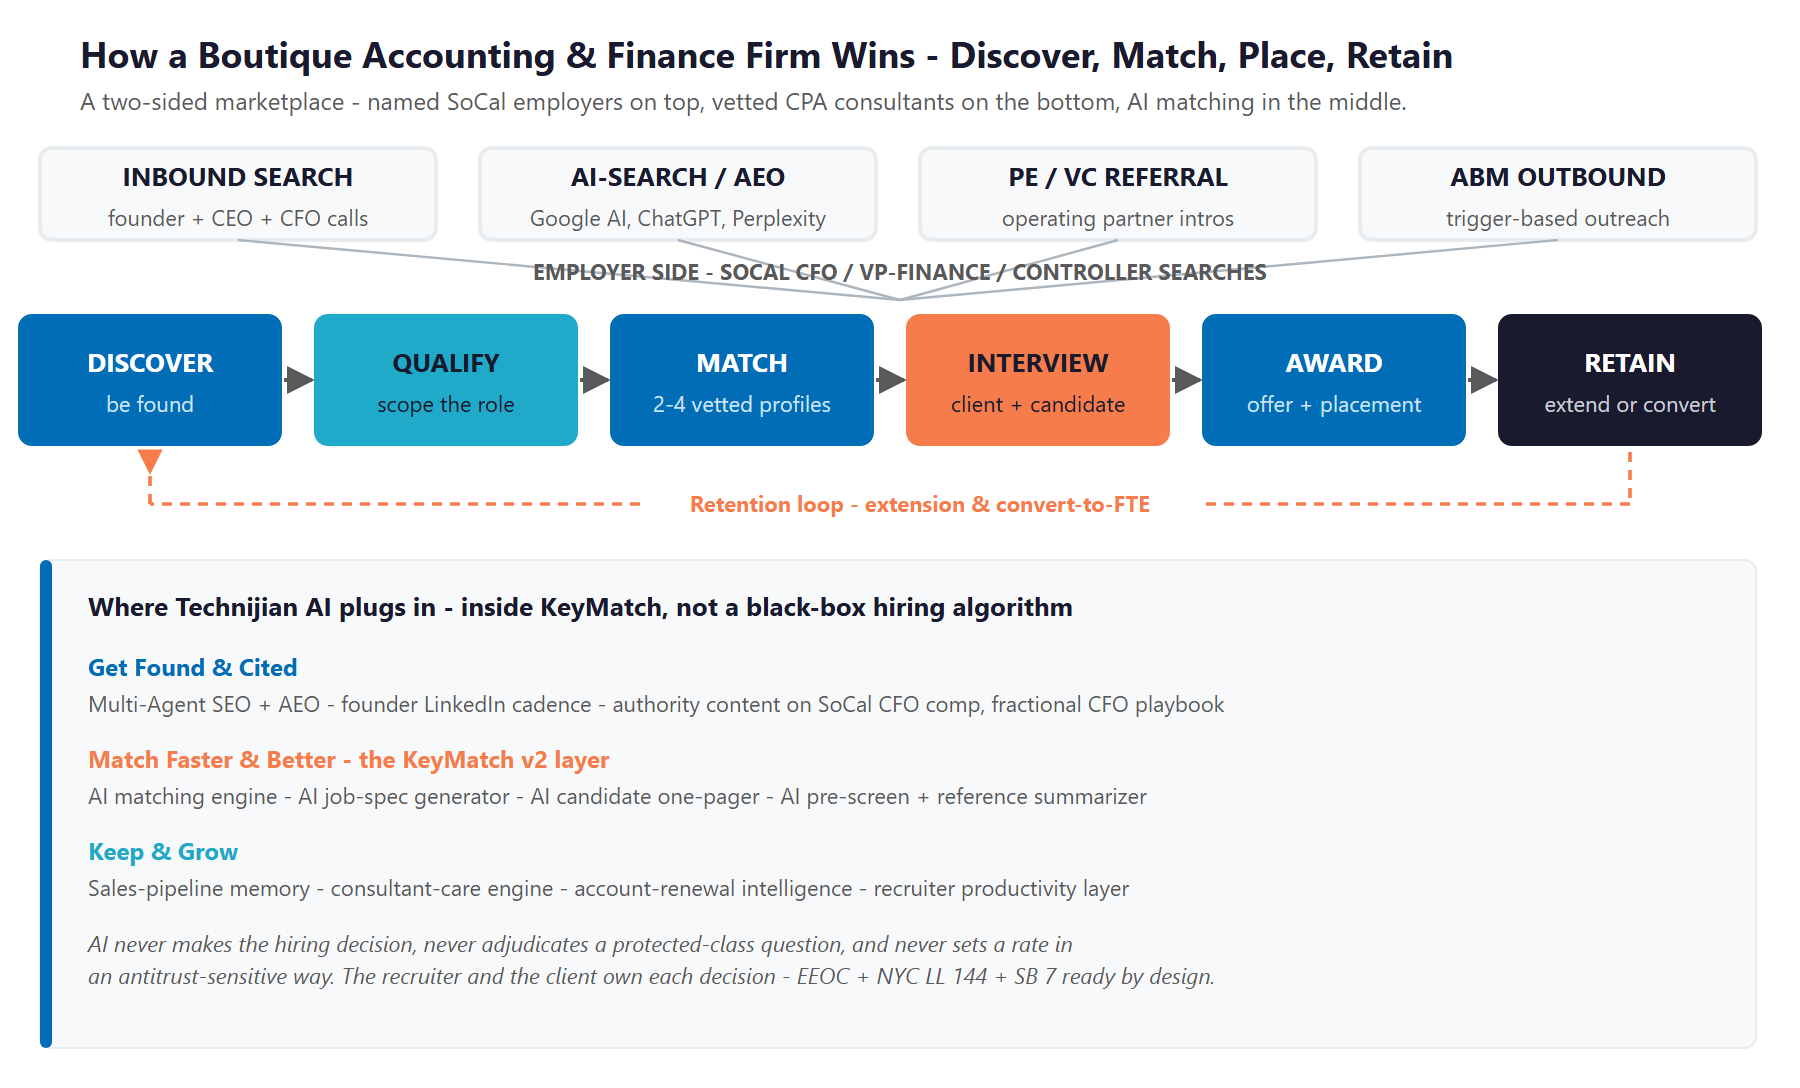 How a Boutique Accounting & Finance Firm Wins - Discover, Match, Place, Retain
A two-sided marketplace - named SoCal employers on top, vetted CPA consultants on the bottom, AI matching in the middle.
INBOUND SEARCH
founder + CEO + CFO calls
AI-SEARCH / AEO
Google AI, ChatGPT, Perplexity
PE / VC REFERRAL
operating partner intros
ABM OUTBOUND
trigger-based outreach
EMPLOYER SIDE - SOCAL CFO / VP-FINANCE / CONTROLLER SEARCHES
DISCOVER
be found
QUALIFY
scope the role
MATCH
2-4 vetted profiles
INTERVIEW
client + candidate
AWARD
offer + placement
RETAIN
extend or convert
Retention loop - extension & convert-to-FTE
Where Technijian AI plugs in - inside KeyMatch, not a black-box hiring algorithm
Get Found & Cited
Multi-Agent SEO + AEO - founder LinkedIn cadence - authority content on SoCal CFO comp, fractional CFO playbook
Match Faster & Better - the KeyMatch v2 layer
AI matching engine - AI job-spec generator - AI candidate one-pager - AI pre-screen + reference summarizer
Keep & Grow
Sales-pipeline memory - consultant-care engine - account-renewal intelligence - recruiter productivity layer
AI never makes the hiring decision, never adjudicates a protected-class question, and never sets a rate in
an antitrust-sensitive way. The recruiter and the client own each decision - EEOC + NYC LL 144 + SB 7 ready by design.